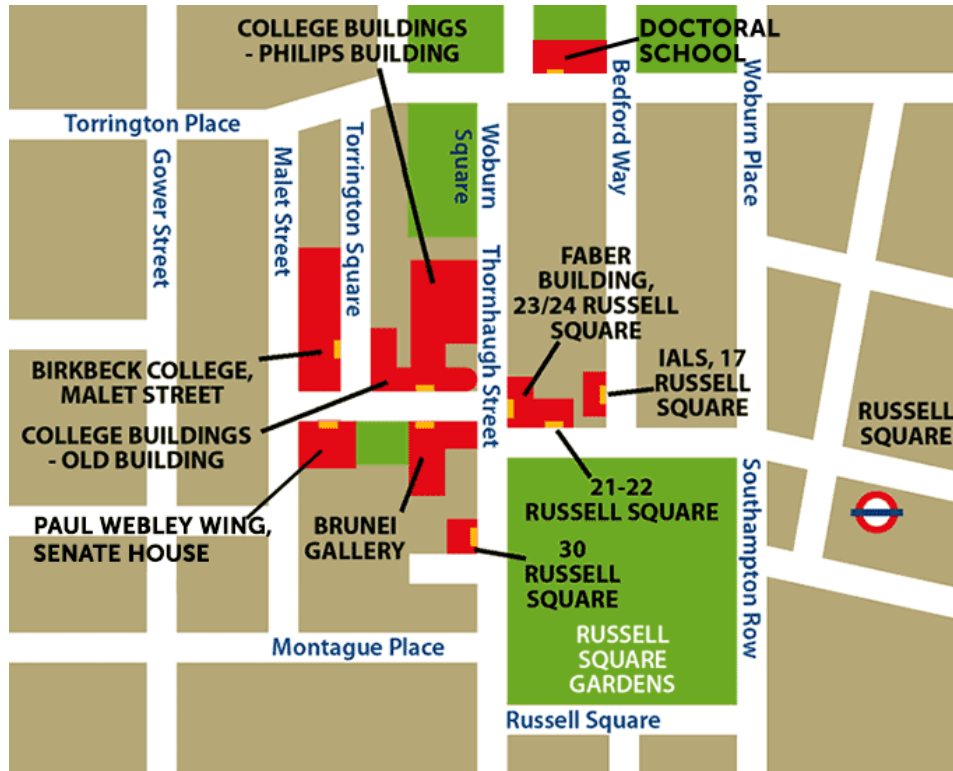 COLLEGE BUILDINGS
- PHILIPS BUILDING
DOCTORAL
SCHOOL
Torrington Place
Gower Street
Malet Street
Torrington Square
Woburn
Square
Bedford Way
Woburn Place
Thornhaugh Street
FABER
BUILDING,
23/24 RUSSELL
SQUARE
BIRKBECK COLLEGE,
MALET STREET
IALS, 17
RUSSELL
SQUARE
RUSSELL
SQUARE
COLLEGE BUILDINGS
- OLD BUILDING
21-22
RUSSELL SQUARE
PAUL WEBLEY WING,
SENATE HOUSE
BRUNEI
GALLERY
30
RUSSELL
SQUARE
Southampton Row
Montague Place
RUSSELL
SQUARE
GARDENS
Russell Square